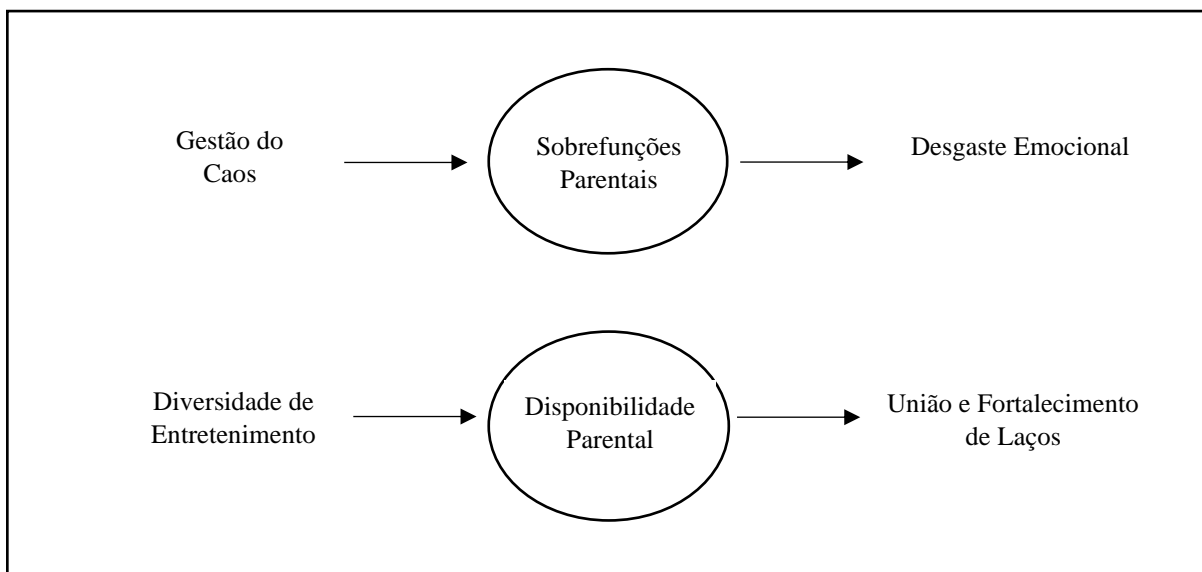 Gestão do
Caos
Sobrefunções
Parentais
Desgaste Emocional
Diversidade de
Entretenimento
Disponibilidade
Parental
União e Fortalecimento
de Laços